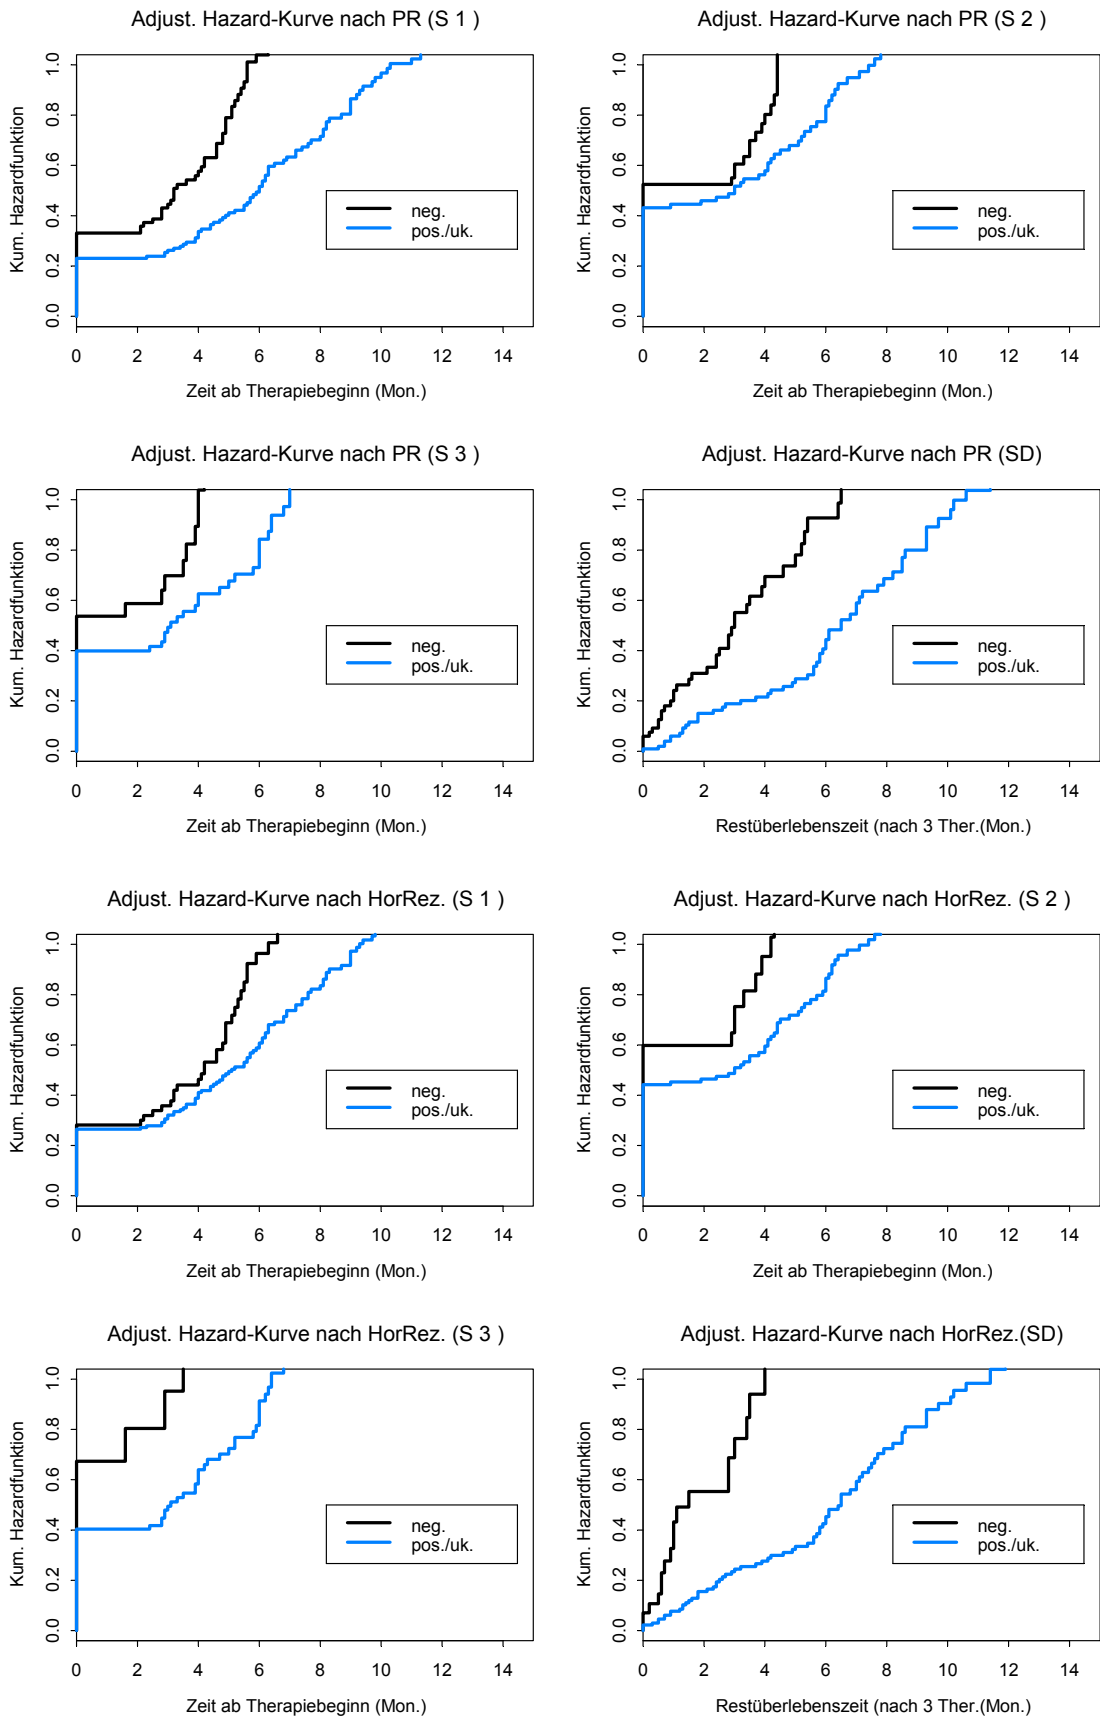 Adjust. Hazard-Kurve nach PR (S 1 )
Kum. Hazardfunktion
0.0 0.2 0.4 0.6 0.8 1.0
neg.
pos./uk.
0 2 4 6 8 10 12 14
Zeit ab Therapiebeginn (Mon.)
Adjust. Hazard-Kurve nach PR (S 2 )
Kum. Hazardfunktion
0.0 0.2 0.4 0.6 0.8 1.0
neg.
pos./uk.
0 2 4 6 8 10 12 14
Zeit ab Therapiebeginn (Mon.)
Adjust. Hazard-Kurve nach PR (S 3 )
Kum. Hazardfunktion
0.0 0.2 0.4 0.6 0.8 1.0
neg.
pos./uk.
0 2 4 6 8 10 12 14
Zeit ab Therapiebeginn (Mon.)
Adjust. Hazard-Kurve nach PR (SD)
Kum. Hazardfunktion
0.0 0.2 0.4 0.6 0.8 1.0
neg.
pos./uk.
0 2 4 6 8 10 12 14
Restüberlebenszeit (nach 3 Ther.(Mon.)
Adjust. Hazard-Kurve nach HorRez. (S 1 )
Kum. Hazardfunktion
0.0 0.2 0.4 0.6 0.8 1.0
neg.
pos./uk.
0 2 4 6 8 10 12 14
Zeit ab Therapiebeginn (Mon.)
Adjust. Hazard-Kurve nach HorRez. (S 2 )
Kum. Hazardfunktion
0.0 0.2 0.4 0.6 0.8 1.0
neg.
pos./uk.
0 2 4 6 8 10 12 14
Zeit ab Therapiebeginn (Mon.)
Adjust. Hazard-Kurve nach HorRez. (S 3 )
Kum. Hazardfunktion
0.0 0.2 0.4 0.6 0.8 1.0
neg.
pos./uk.
0 2 4 6 8 10 12 14
Zeit ab Therapiebeginn (Mon.)
Adjust. Hazard-Kurve nach HorRez.(SD)
Kum. Hazardfunktion
0.0 0.2 0.4 0.6 0.8 1.0
neg.
pos./uk.
0 2 4 6 8 10 12 14
Restüberlebenszeit (nach 3 Ther.(Mon.)